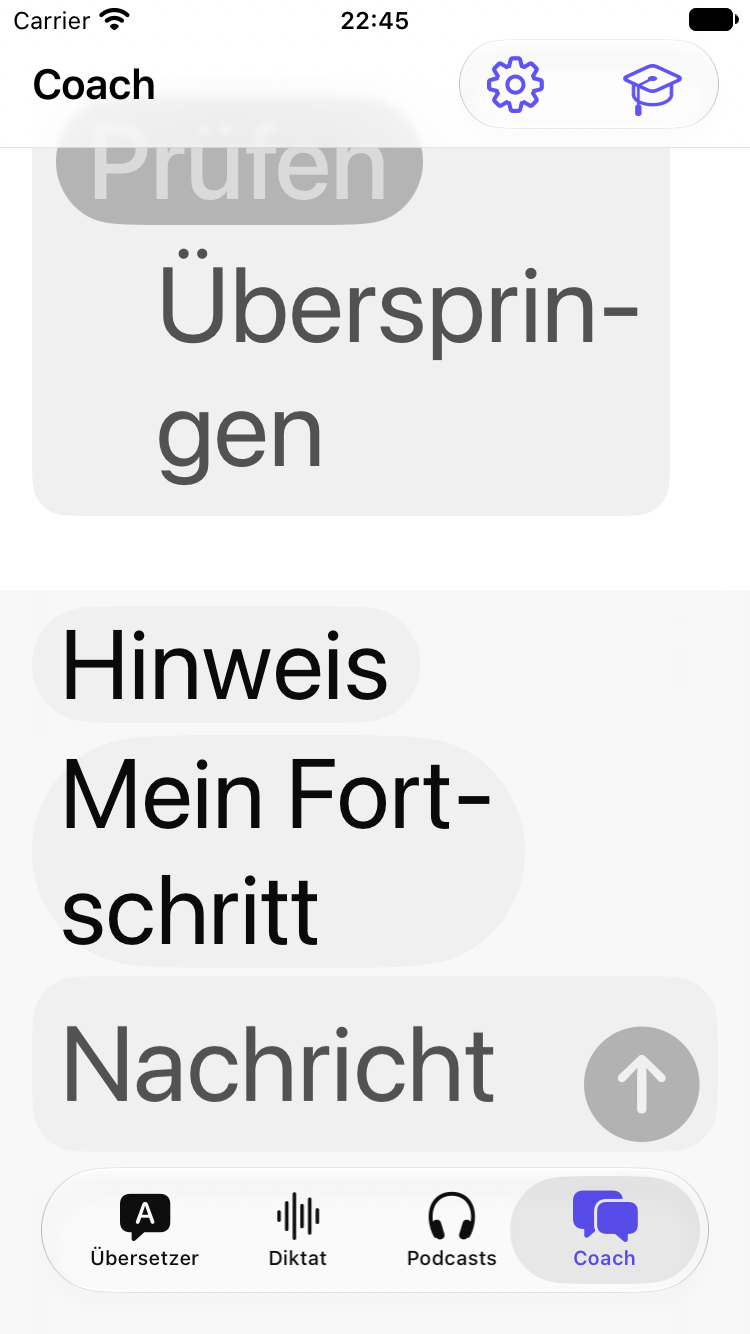 Carrier 22:45
Coach
Prüfen
Übersprin-
gen
Hinweis
Mein Fort-
schritt
Nachricht
A
Übersetzer Diktat Podcasts Coach